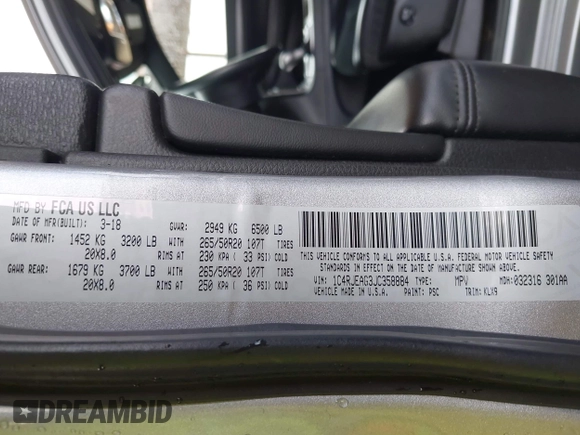 MFD BY FCA US LLC
DATE OF MFR(BUILT): 3-18 GVWR: 2949 KG 6500 LB
GAWR FRONT: 1452 KG 3200 LB WITH 265/50R20 107T TIRES
20X8.0 RIMS AT 230 KPA ( 33 PSI) COLD
GAWR REAR: 1679 KG 3700 LB WITH 265/50R20 107T TIRES
20X8.0 RIMS AT 250 KPA ( 36 PSI) COLD
THIS VEHICLE CONFORMS TO ALL APPLICABLE U.S.A. FEDERAL MOTOR VEHICLE SAFETY
STANDARDS IN EFFECT ON THE DATE OF MANUFACTURE SHOWN ABOVE.
VIN: 1C4RJEAG3JC358884 TYPE: MPV MDH: 032316 301AA
MADE IN U.S.A. PAINT: PSC TRIM: KLX9
DREAMBID